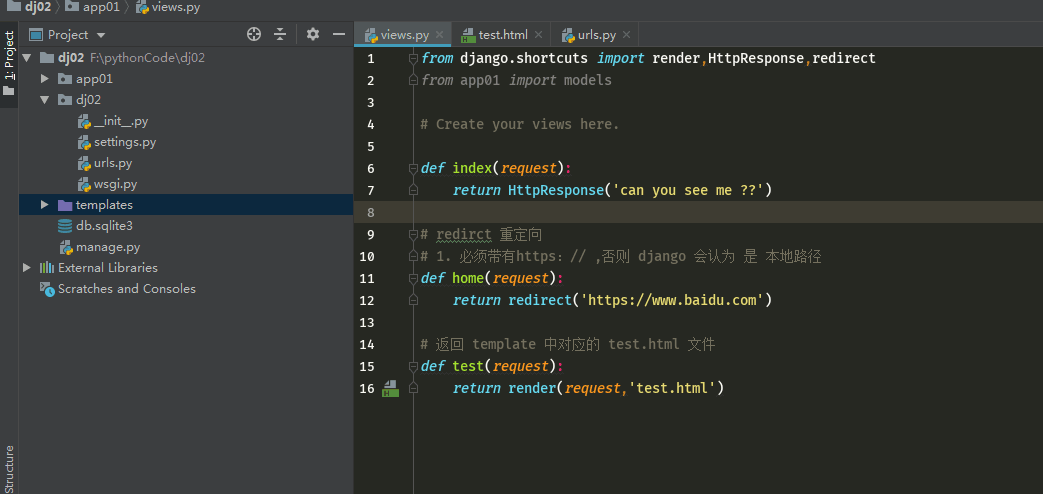 dj02 app01 views.py
1: Project
Structure
Project
dj02 F:\pythonCode\dj02
app01
dj02
__init__.py
settings.py
urls.py
wsgi.py
templates
db.sqlite3
manage.py
External Libraries
Scratches and Consoles
views.py test.html urls.py
1 from django.shortcuts import render,HttpResponse,redirect
2 from app01 import models
3
4 # Create your views here.
5
6 def index(request):
7 return HttpResponse('can you see me ??')
8
9 # redirct 重定向
10 # 1. 必须带有https：// ,否则 django 会认为 是 本地路径
11 def home(request):
12 return redirect('https://www.baidu.com')
13
14 # 返回 template 中对应的 test.html 文件
15 def test(request):
16 return render(request,'test.html')